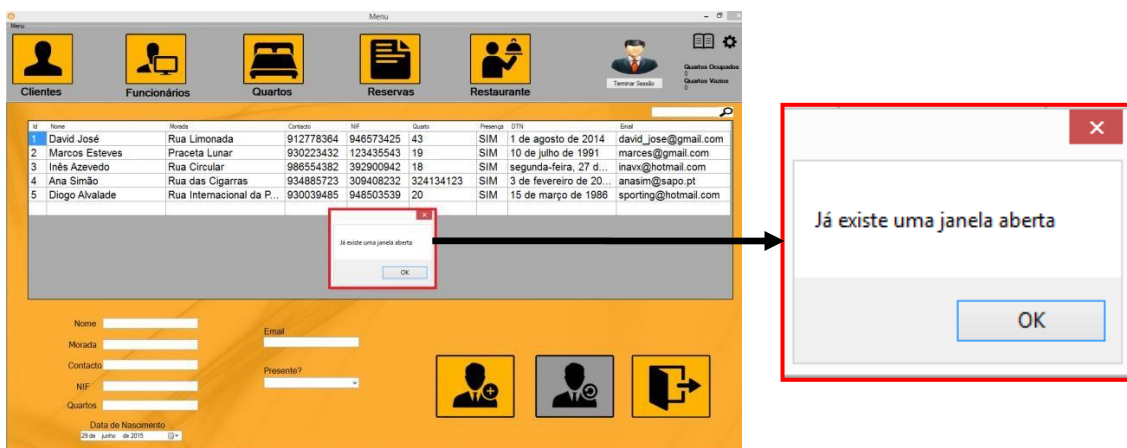 Menu
Menu
Clientes
Funcionários
Quartos
Reservas
Restaurante
Terminar Sessão
Quartos Ocupados
0
Quartos Vazios
0
Id Nome Morada Contacto NIF Quarto Presença DTN Email
1 David José Rua Limonada 912778364 946573425 43 SIM 1 de agosto de 2014 david_jose@gmail.com
2 Marcos Esteves Praceta Lunar 930223432 123435543 19 SIM 10 de julho de 1991 marces@gmail.com
3 Inês Azevedo Rua Circular 986554382 392900942 18 SIM segunda-feira, 27 d... inavx@hotmail.com
4 Ana Simão Rua das Cigarras 934885723 309408232 324134123 SIM 3 de fevereiro de 20... anasim@sapo.pt
5 Diogo Alvalade Rua Internacional da P... 930039485 948503539 20 SIM 15 de março de 1986 sporting@hotmail.com
Já existe uma janela aberta
OK
Nome
Morada
Contacto
NIF
Quartos
Data de Nascimento
29 de junho de 2015
Email
Presente?
Já existe uma janela aberta
OK